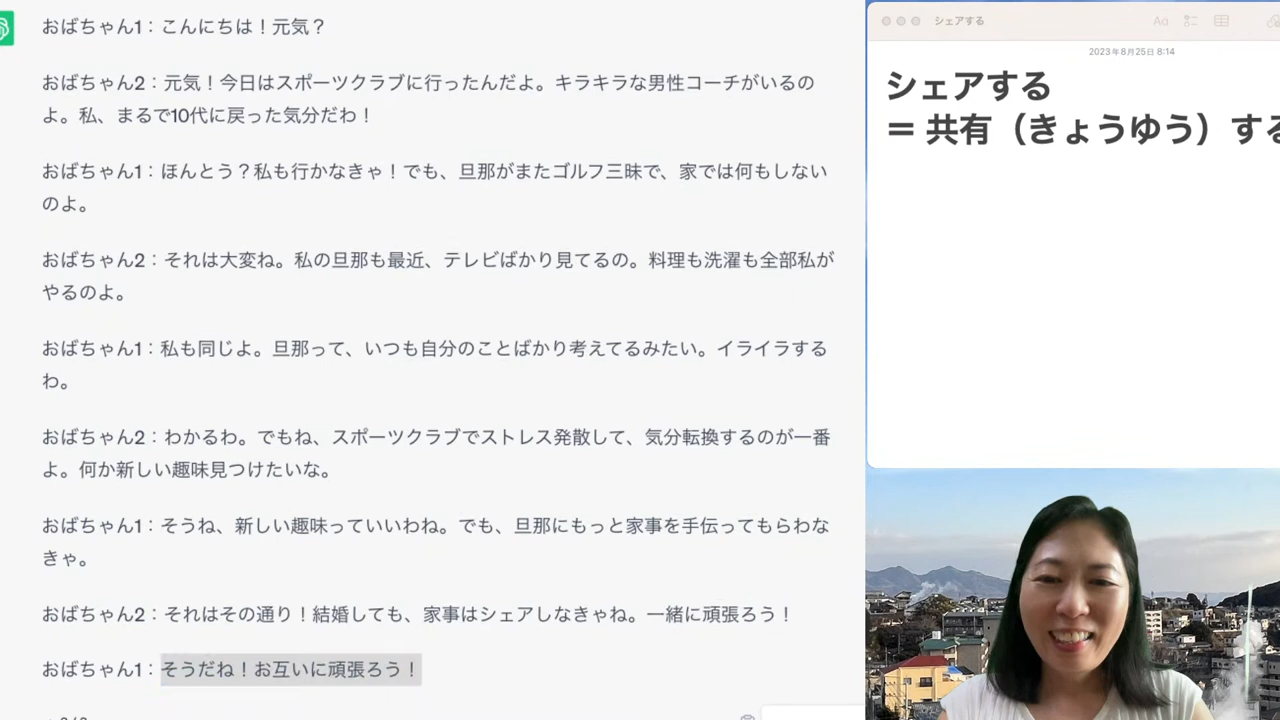 おばちゃん1：こんにちは！元気？
おばちゃん2：元気！今日はスポーツクラブに行ったんだよ。キラキラな男性コーチがいるの
よ。私、まるで10代に戻った気分だわ！
おばちゃん1：ほんとう？私も行かなきゃ！でも、旦那がまたゴルフ三昧で、家では何もしない
のよ。
おばちゃん2：それは大変ね。私の旦那も最近、テレビばかり見てるの。料理も洗濯も全部私が
やるのよ。
おばちゃん1：私も同じよ。旦那って、いつも自分のことばかり考えてるみたい。イライラする
わ。
おばちゃん2：わかるわ。でもね、スポーツクラブでストレス発散して、気分転換するのが一番
よ。何か新しい趣味見つけたいな。
おばちゃん1：そうね、新しい趣味っていいわね。でも、旦那にもっと家事を手伝ってもらわな
きゃ。
おばちゃん2：それはその通り！結婚しても、家事はシェアしなきゃね。一緒に頑張ろう！
おばちゃん1：そうだね！お互いに頑張ろう！
シェアする
Aa
2023年8月25日 8:14
シェアする
＝ 共有（きょうゆう）する